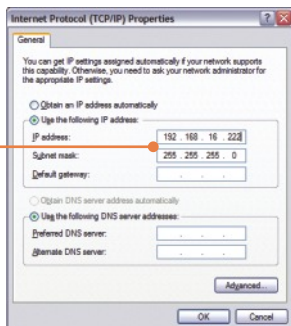 Internet Protocol (TCP/IP) Properties
General
You can get IP settings assigned automatically if your network supports
this capability. Otherwise, you need to ask your network administrator for
the appropriate IP settings.
Obtain an IP address automatically
Use the following IP address:
IP address: 192 . 168 . 16 . 222
Subnet mask: 255 . 255 . 255 . 0
Default gateway: . . .
Obtain DNS server address automatically
Use the following DNS server addresses:
Preferred DNS server: . . .
Alternate DNS server: . . .
Advanced...
OK Cancel